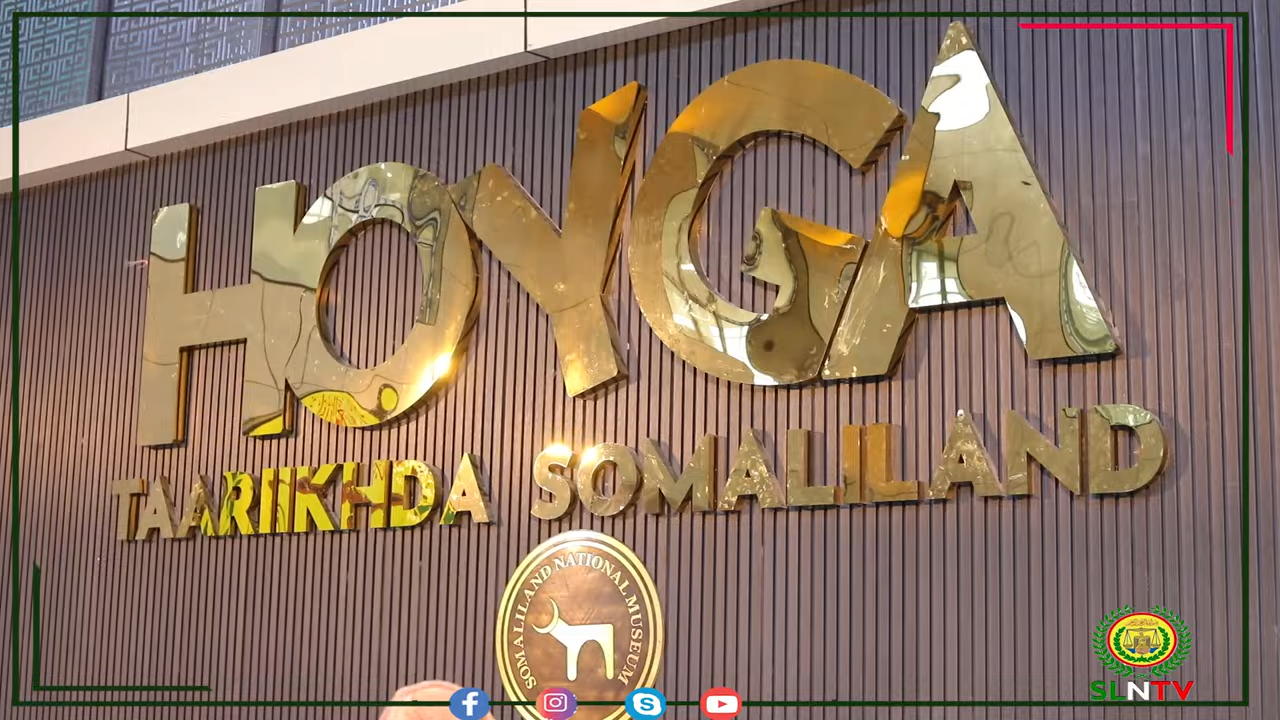 HOYGA
TAARIIKHDA SOMALILAND
SOMALILAND NATIONAL MUSEUM
SLNTV